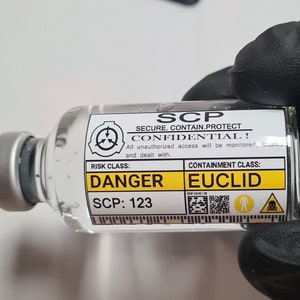 SCP
SECURE. CONTAIN.PROTECT
CONFIDENTIAL !
All unauthorized access will be monitored, located
and dealt with.
RISK CLASS: CONTAINMENT CLASS:
DANGER EUCLID
SCP: 123